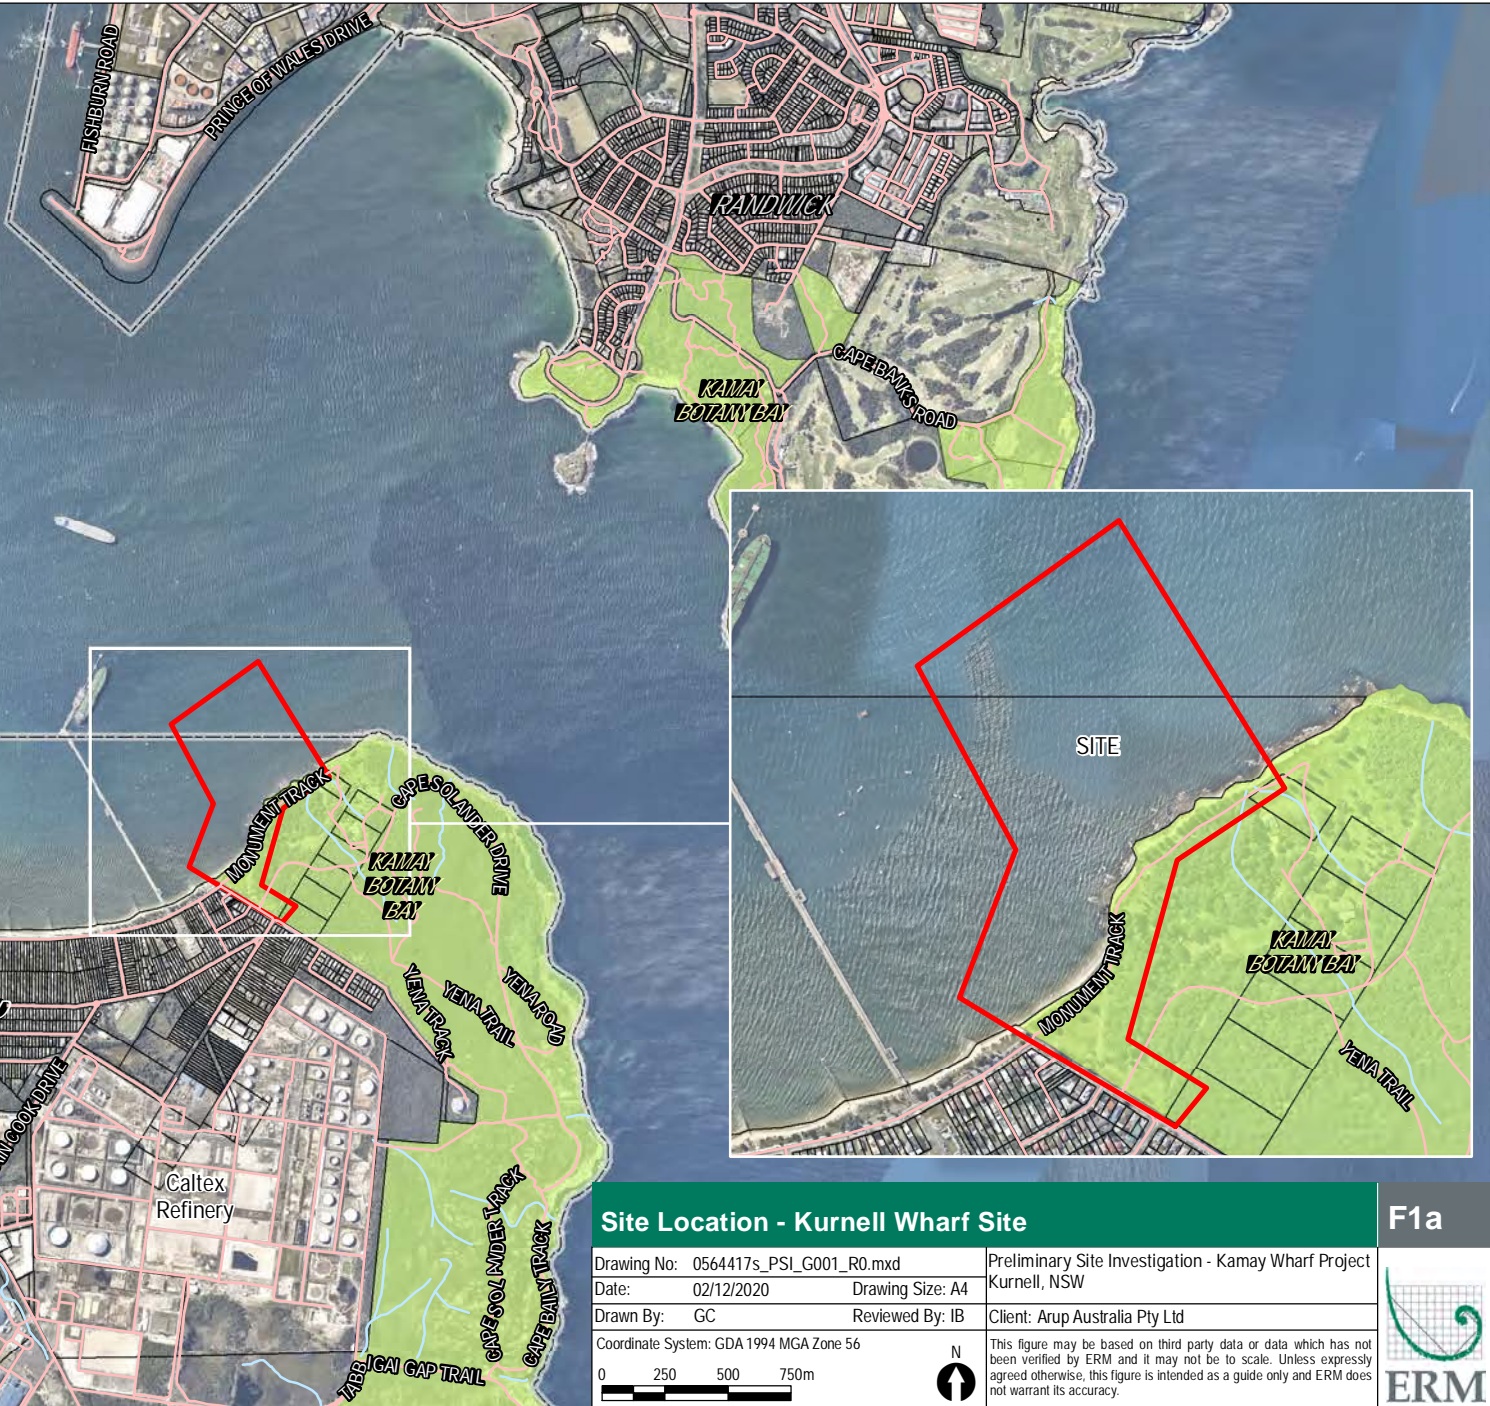 FISHBURN ROAD
PRINCE OF WALES DRIVE
RANDWICK
CAPE BANKS ROAD
KAMAY
BOTANY BAY
SITE
MONUMENT TRACK
CAPE SOLANDER DRIVE
KAMAY
BOTANY
BAY
MONUMENT TRACK
KAMAY
BOTANY BAY
YENA TRAIL
YENA TRACK
YENA TRAIL
YENA ROAD
COOK DRIVE
Caltex
Refinery
CAPE SOLANDER TRACK
CAPE BAILY TRACK
TABBIGAI GAP TRAIL
Site Location - Kurnell Wharf Site
F1a
Drawing No: 0564417s_PSI_G001_R0.mxd
Date: 02/12/2020 Drawing Size: A4
Drawn By: GC Reviewed By: IB
Coordinate System: GDA 1994 MGA Zone 56
0 250 500 750m
N
Preliminary Site Investigation - Kamay Wharf Project
Kurnell, NSW
Client: Arup Australia Pty Ltd
This figure may be based on third party data or data which has not
been verified by ERM and it may not be to scale. Unless expressly
agreed otherwise, this figure is intended as a guide only and ERM does
not warrant its accuracy.
ERM